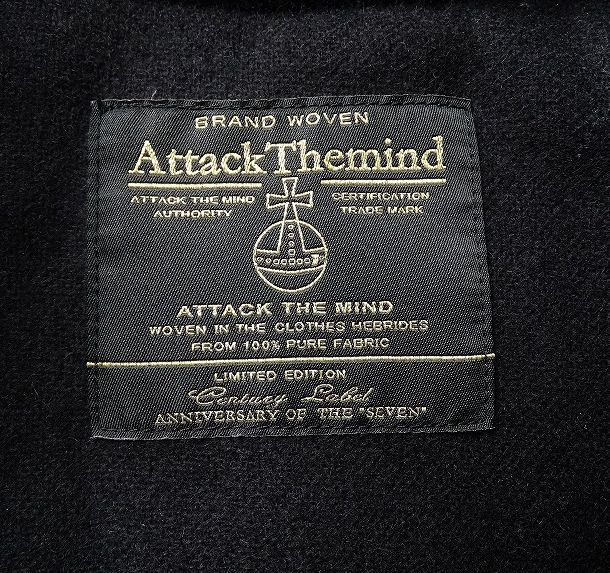 BRAND WOVEN
AttackThemind
ATTACK THE MIND
AUTHORITY
CERTIFICATION
TRADE MARK
ATTACK THE MIND
WOVEN IN THE CLOTHES HEBRIDES
FROM 100% PURE FABRIC
LIMITED EDITION
Century Label
ANNIVERSARY OF THE "SEVEN"